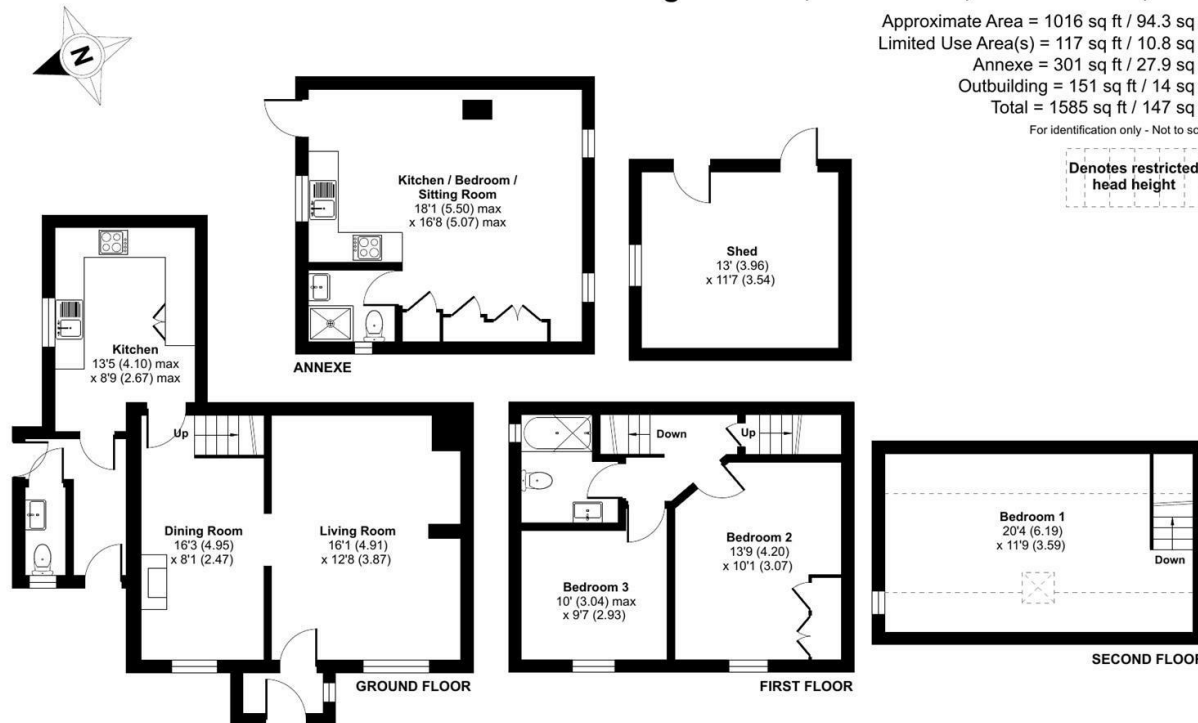 Approximate Area = 1016 sq ft / 94.3 sq
Limited Use Area(s) = 117 sq ft / 10.8 sq
Annexe = 301 sq ft / 27.9 sq
Outbuilding = 151 sq ft / 14 sq
Total = 1585 sq ft / 147 sq
For identification only - Not to sc
Denotes restricted
head height
N
Kitchen / Bedroom /
Sitting Room
18'1 (5.50) max
x 16'8 (5.07) max
ANNEXE
Shed
13' (3.96)
x 11'7 (3.54)
Kitchen
13'5 (4.10) max
x 8'9 (2.67) max
Up
Dining Room
16'3 (4.95)
x 8'1 (2.47)
Living Room
16'1 (4.91)
x 12'8 (3.87)
GROUND FLOOR
Down
Up
Bedroom 2
13'9 (4.20)
x 10'1 (3.07)
Bedroom 3
10' (3.04) max
x 9'7 (2.93)
FIRST FLOOR
Bedroom 1
20'4 (6.19)
x 11'9 (3.59)
Down
SECOND FLOOR